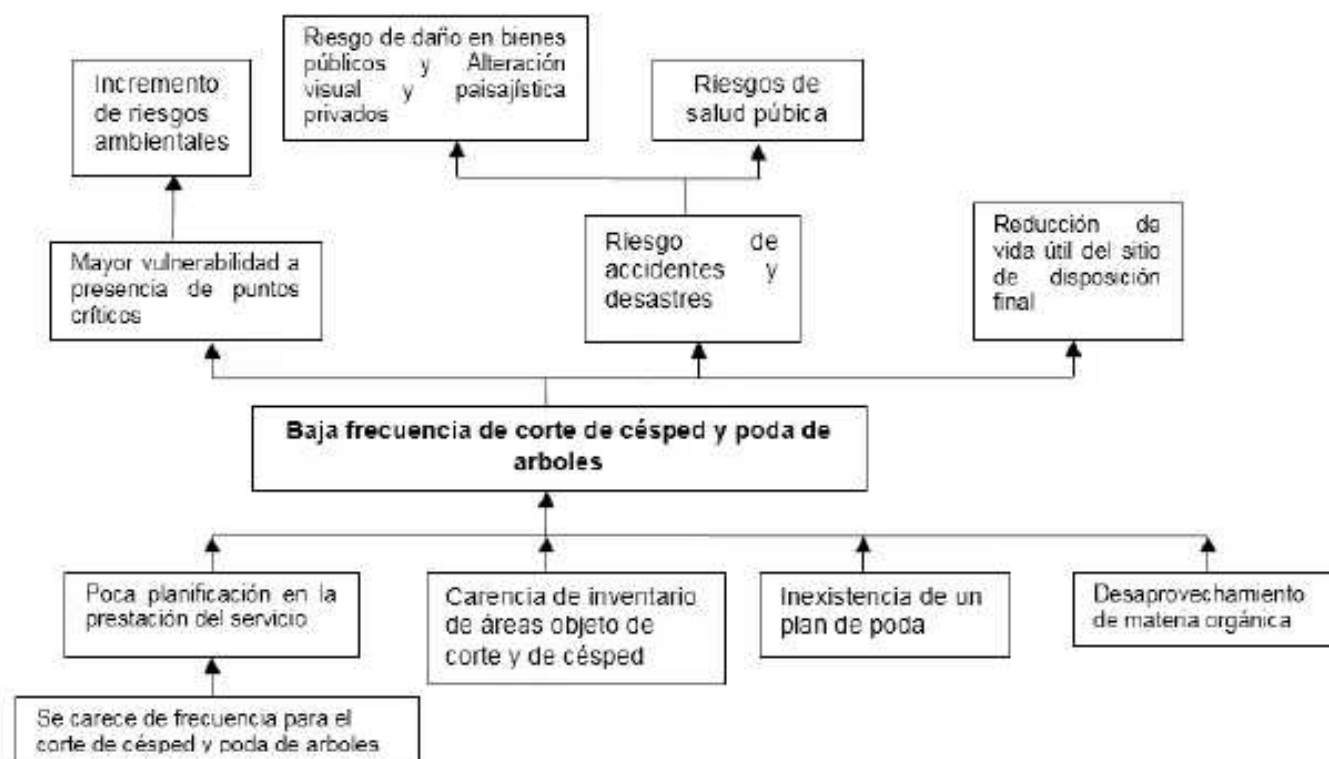 Riesgo de daño en bienes
públicos y Alteración
visual y paisajística
privados
Incremento
de riesgos
ambientales
Riesgos de
salud púbica
Mayor vulnerabilidad a
presencia de puntos
críticos
Riesgo de
accidentes y
desastres
Reducción de
vida útil del sitio
de disposición
final
Baja frecuencia de corte de césped y poda de
arboles
Poca planificación en la
prestación del servicio
Carencia de inventario
de áreas objeto de
corte y de césped
Inexistencia de un
plan de poda
Desaprovechamiento
de materia orgánica
Se carece de frecuencia para el
corte de césped y poda de arboles